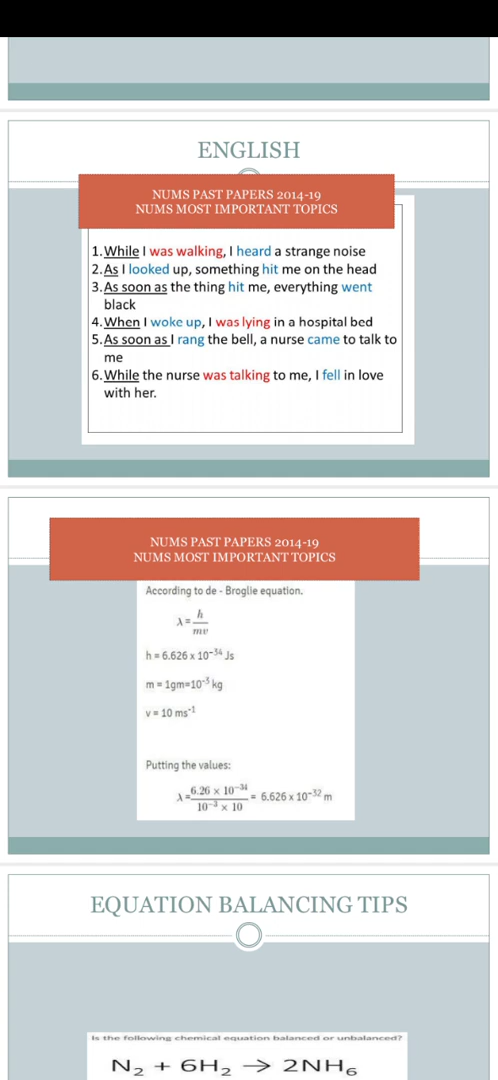 ENGLISH
NUMS PAST PAPERS 2014-19
NUMS MOST IMPORTANT TOPICS
1. While I was walking, I heard a strange noise
2. As I looked up, something hit me on the head
3. As soon as the thing hit me, everything went
black
4. When I woke up, I was lying in a hospital bed
5. As soon as I rang the bell, a nurse came to talk to
me
6. While the nurse was talking to me, I fell in love
with her.
NUMS PAST PAPERS 2014-19
NUMS MOST IMPORTANT TOPICS
According to de - Broglie equation.
λ = h/mv
h = 6.626 x 10⁻³⁴ Js
m = 1gm=10⁻³ kg
v = 10 ms⁻¹
Putting the values:
λ = 6.26 × 10⁻³⁴ / 10⁻³ × 10 = 6.626 x 10⁻³² m
EQUATION BALANCING TIPS
Is the following chemical equation balanced or unbalanced?
N₂ + 6H₂ → 2NH₆